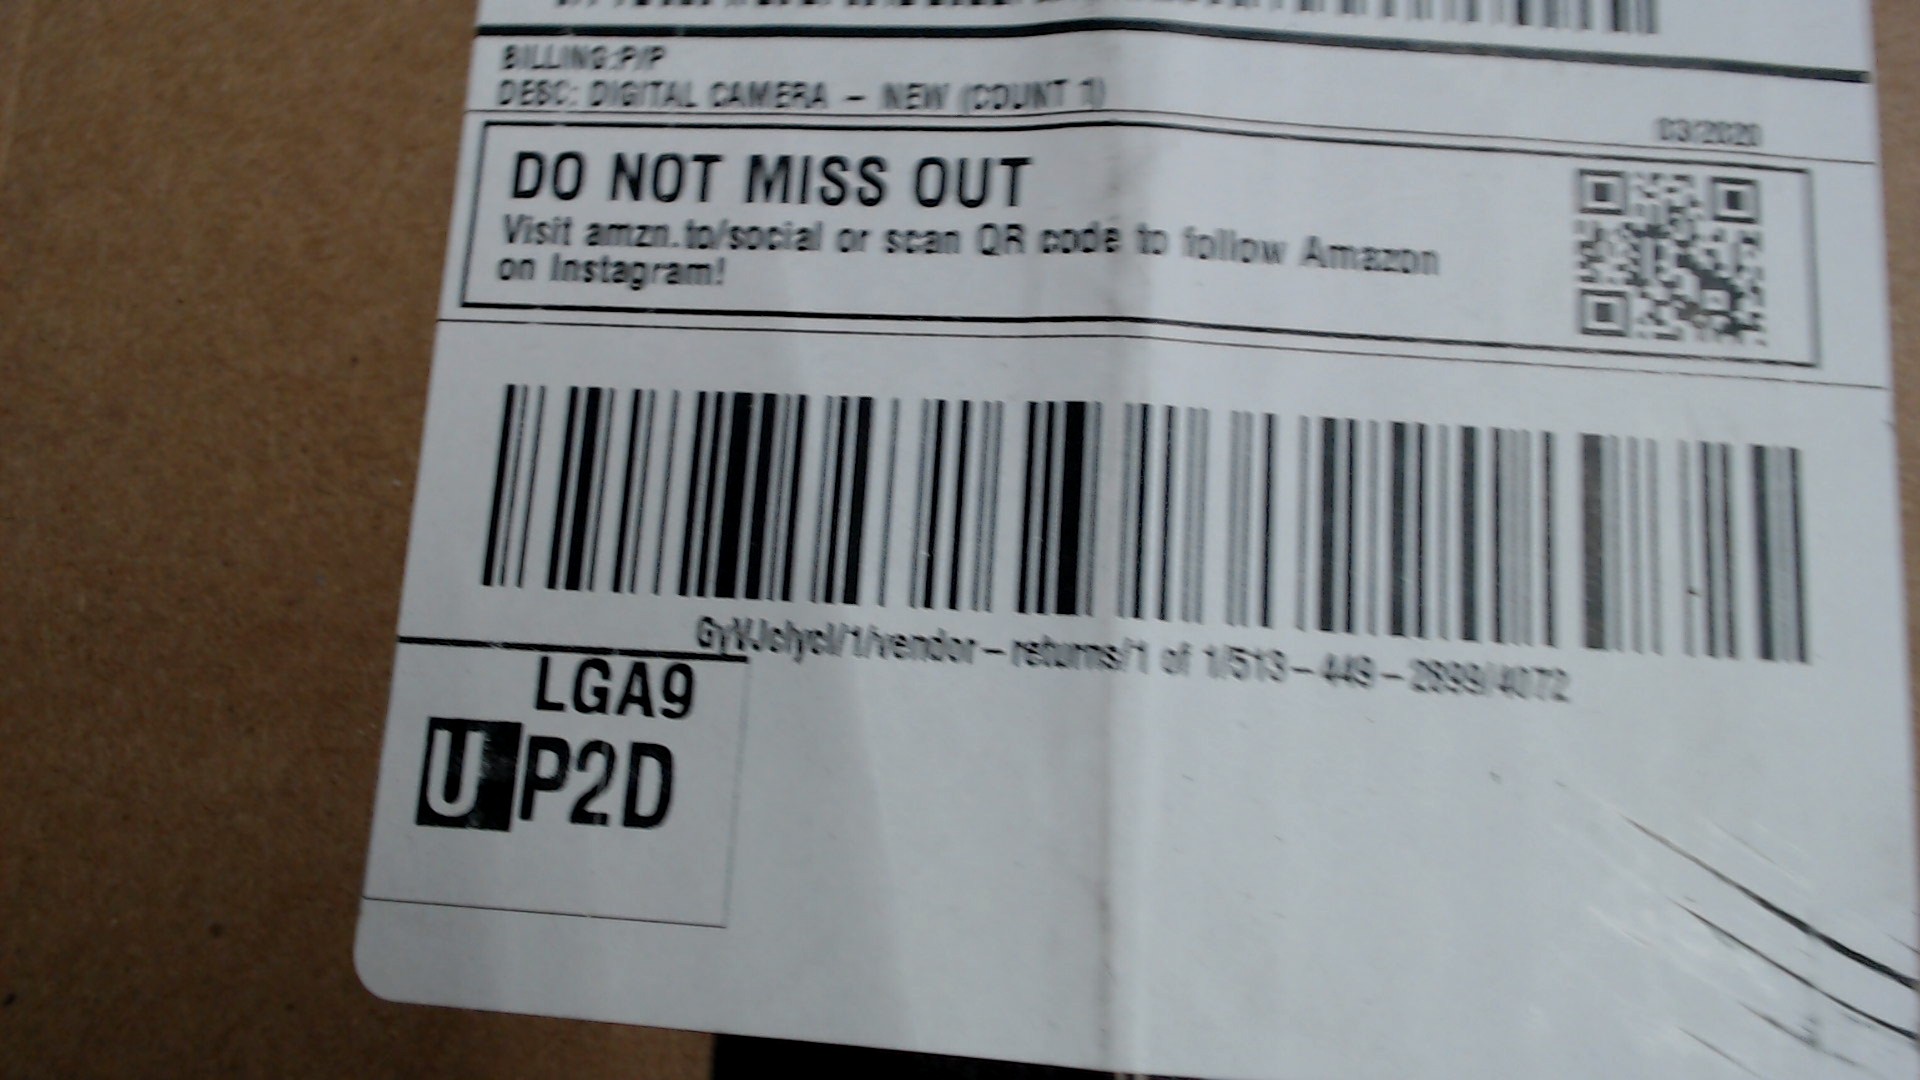 BILLING:P/P
DESC: DIGITAL CAMERA - NEW (COUNT 1)
03/2020
DO NOT MISS OUT
Visit amzn.to/social or scan QR code to follow Amazon
on Instagram!
LGA9
U P2D